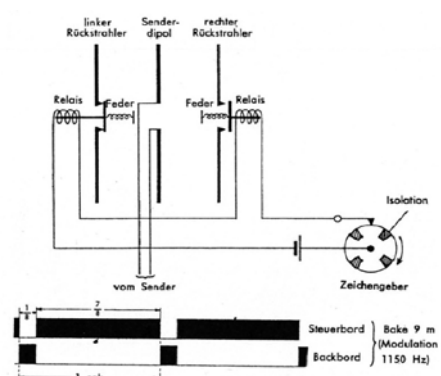 linker
Rückstrahler
Sender-
dipol
rechter
Rückstrahler
Relais
Feder
Feder
Relais
Isolation
vom Sender
Zeichengeber
1/8
7/8
Steuerbord
Backbord
Bake 9 m
(Modulation
1150 Hz)